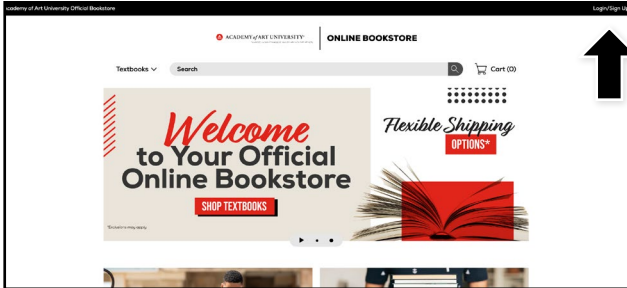 cademy of Art University Official Bookstore
Login/Sign Up
ACADEMY of ART UNIVERSITY
ONLINE BOOKSTORE
Textbooks
Search
Cart (0)
Welcome
to Your Official
Online Bookstore
SHOP TEXTBOOKS
Flexible Shipping
OPTIONS*